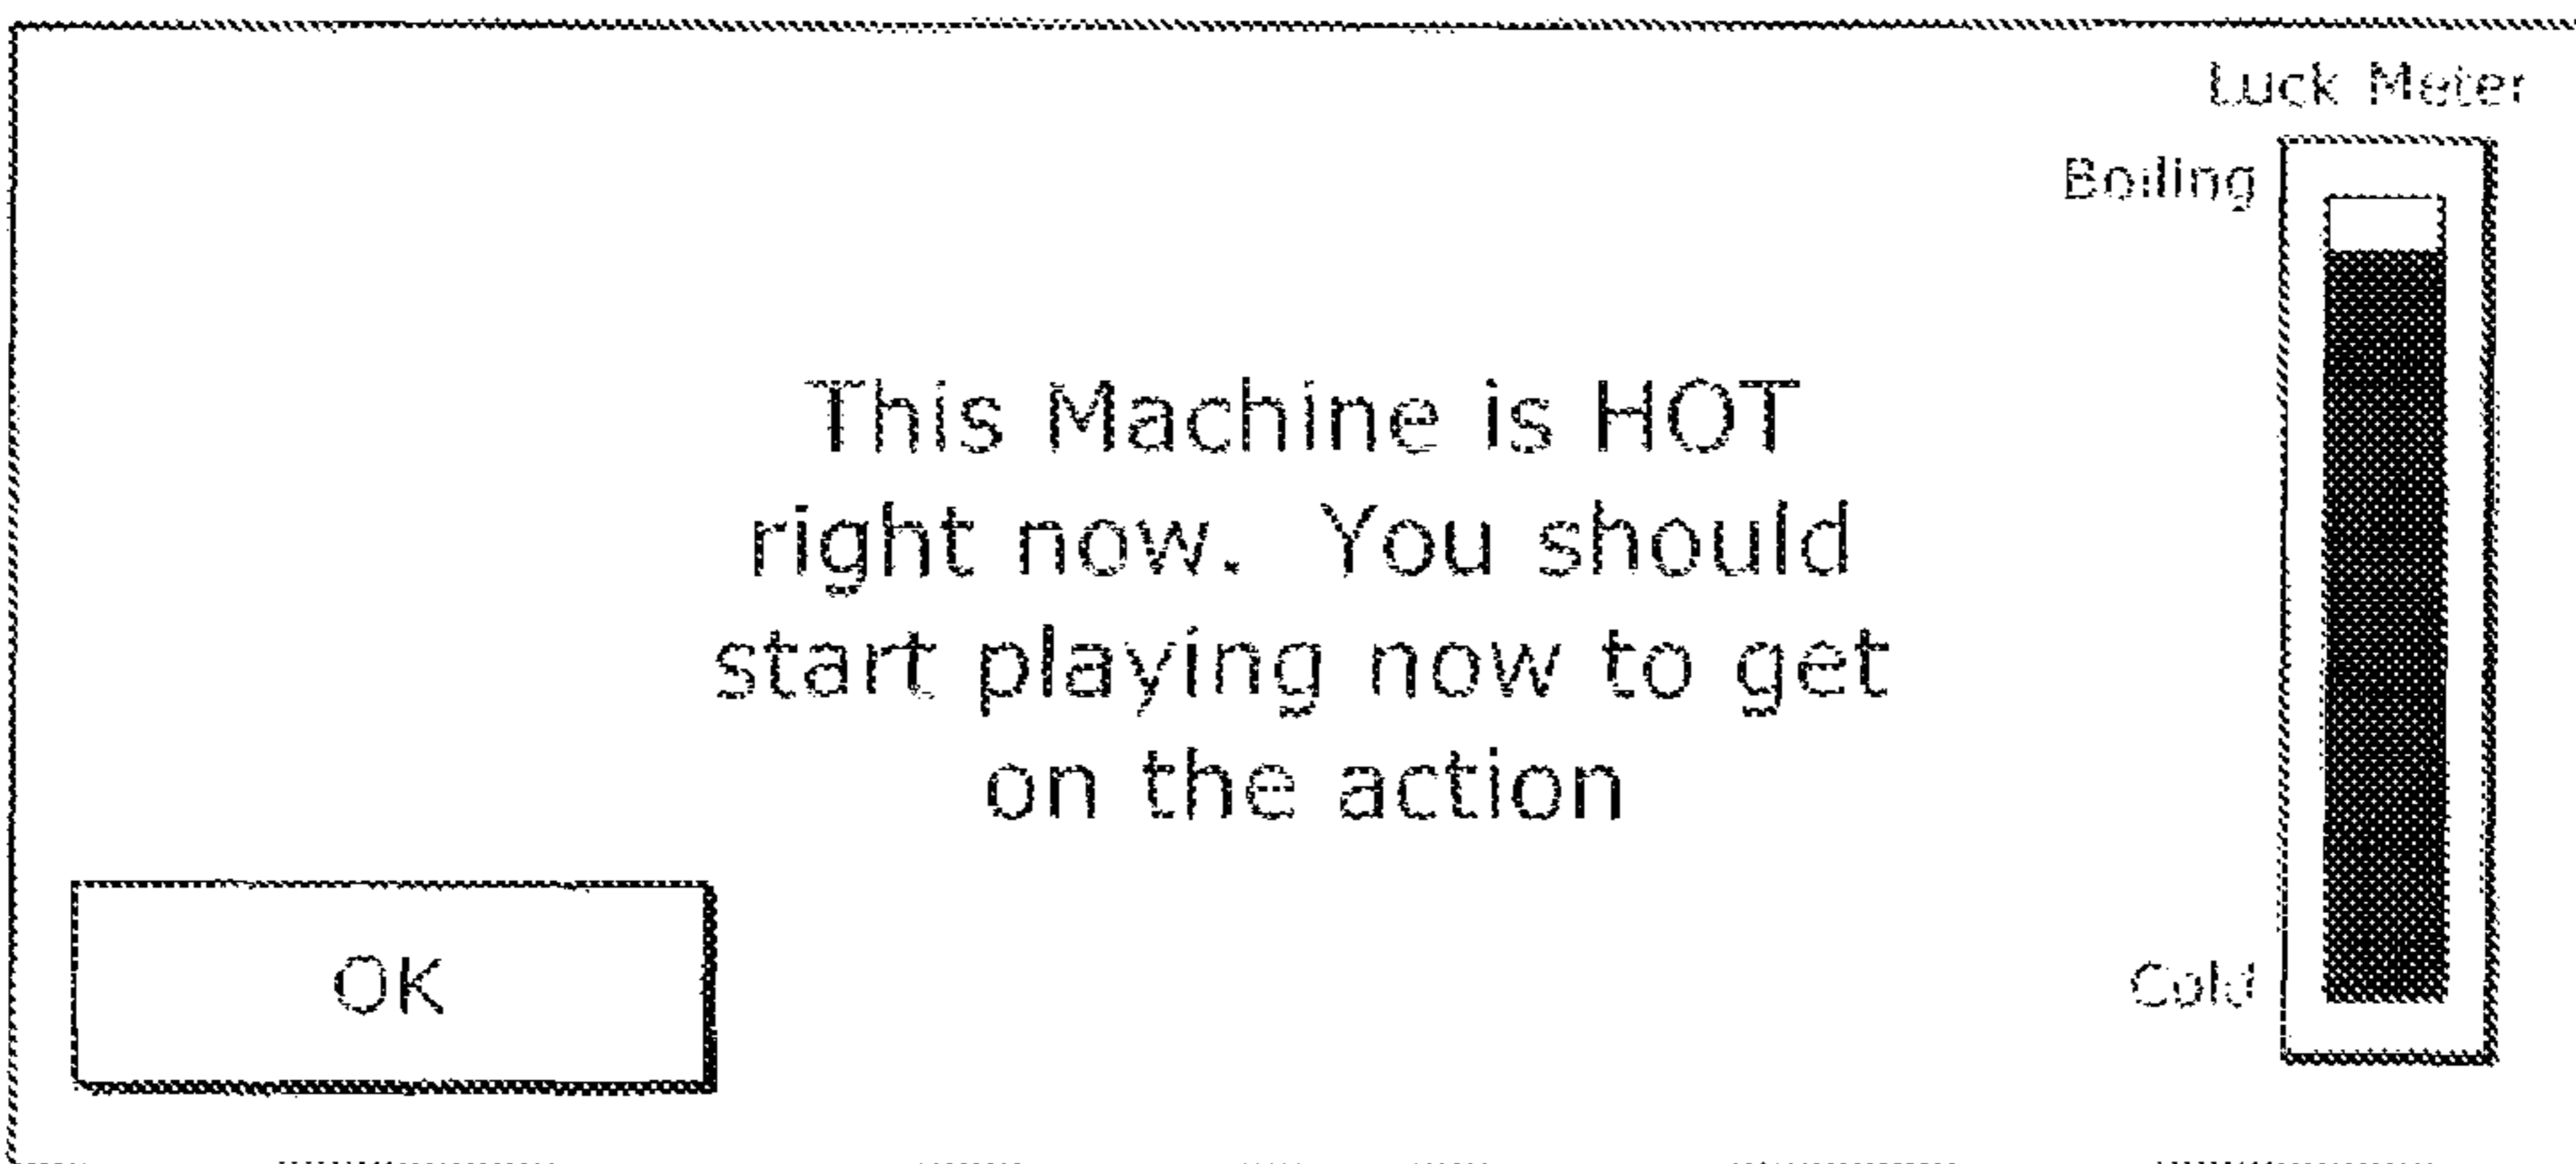 Luck Meter
Boiling
This Machine is HOT
right now.  You should
start playing now to get
on the action
OK
Cold